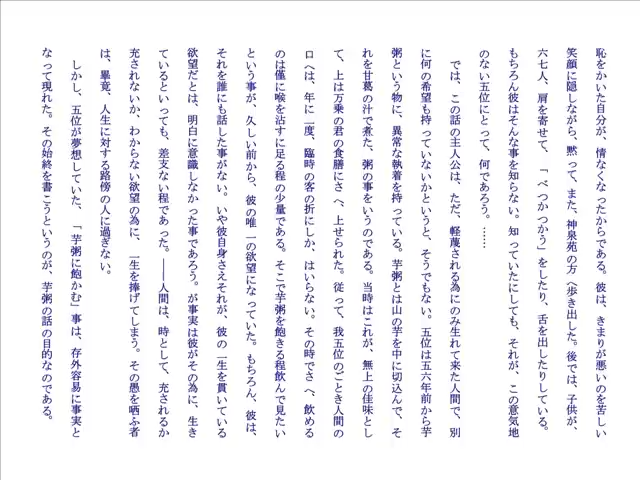 恥をかいた自分が、情なくなったからである。彼は、きまりが悪いのを苦しい
笑顔に隠しながら、黙って、また、神泉苑の方へ歩き出した。後では、子供が、
六七人、肩を寄せて、「べっかつかう」をしたり、舌を出したりしている。
もちろん彼はそんな事を知らない。知っていたにしても、それが、この意気地
のない五位にとって、何であろう。……
では、この話の主人公は、ただ、軽蔑される為にのみ生れて来た人間で、別
に何の希望も持っていないかというと、そうでもない。五位は五六年前から芋
粥という物に、異常な執着を持っている。芋粥とは山の芋を中に切込んで、そ
れを甘葛の汁で煮た、粥の事をいうのである。当時はこれが、無上の佳味とし
て、上は万乗の君の食膳にさへ、上せられた。従って、我五位のごとき人間の
口へは、年に一度、臨時の客の折にしか、はいらない。その時でさへ、飲める
のは僅に喉を沾すに足る程の少量である。そこで芋粥を飽きる程飲んで見たい
という事が、久しい前から、彼の唯一の欲望になっていた。もちろん、彼は、
それを誰にも話した事がない。いや彼自身さえそれが、彼の一生を貫いている
欲望だとは、明白に意識しなかった事であろう。が事実は彼がその為に、生き
ているといっても、差支ない程であった。――人間は、時として、充されるか
充されないか、わからない欲望の為に、一生を捧げてしまう。その愚を哂ふ者
は、畢竟、人生に対する路傍の人に過ぎない。
しかし、五位が夢想していた、「芋粥に飽かむ」事は、存外容易に事実と
なって現れた。その始終を書こうというのが、芋粥の話の目的なのである。